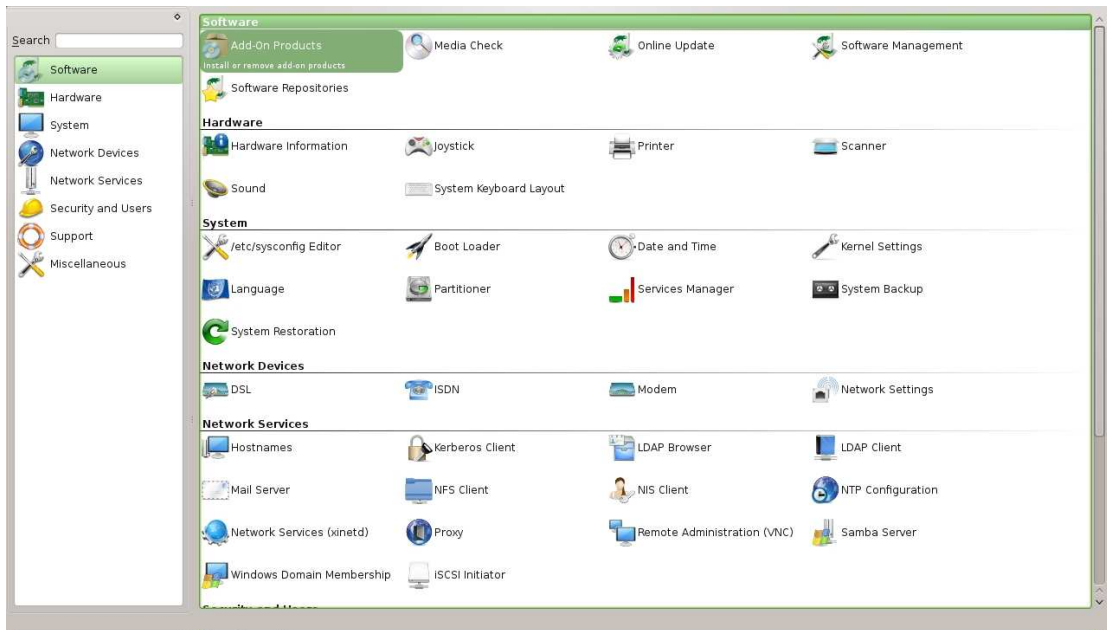 Search
Software
Hardware
System
Network Devices
Network Services
Security and Users
Support
Miscellaneous
Software
Add-On Products
Install or remove add-on products
Media Check
Online Update
Software Management
Software Repositories
Hardware
Hardware Information
Joystick
Printer
Scanner
Sound
System Keyboard Layout
System
/etc/sysconfig Editor
Boot Loader
Date and Time
Kernel Settings
Language
Partitioner
Services Manager
System Backup
System Restoration
Network Devices
DSL
ISDN
Modem
Network Settings
Network Services
Hostnames
Kerberos Client
LDAP Browser
LDAP Client
Mail Server
NFS Client
NIS Client
NTP Configuration
Network Services (xinetd)
Proxy
Remote Administration (VNC)
Samba Server
Windows Domain Membership
iSCSI Initiator
Security and Users